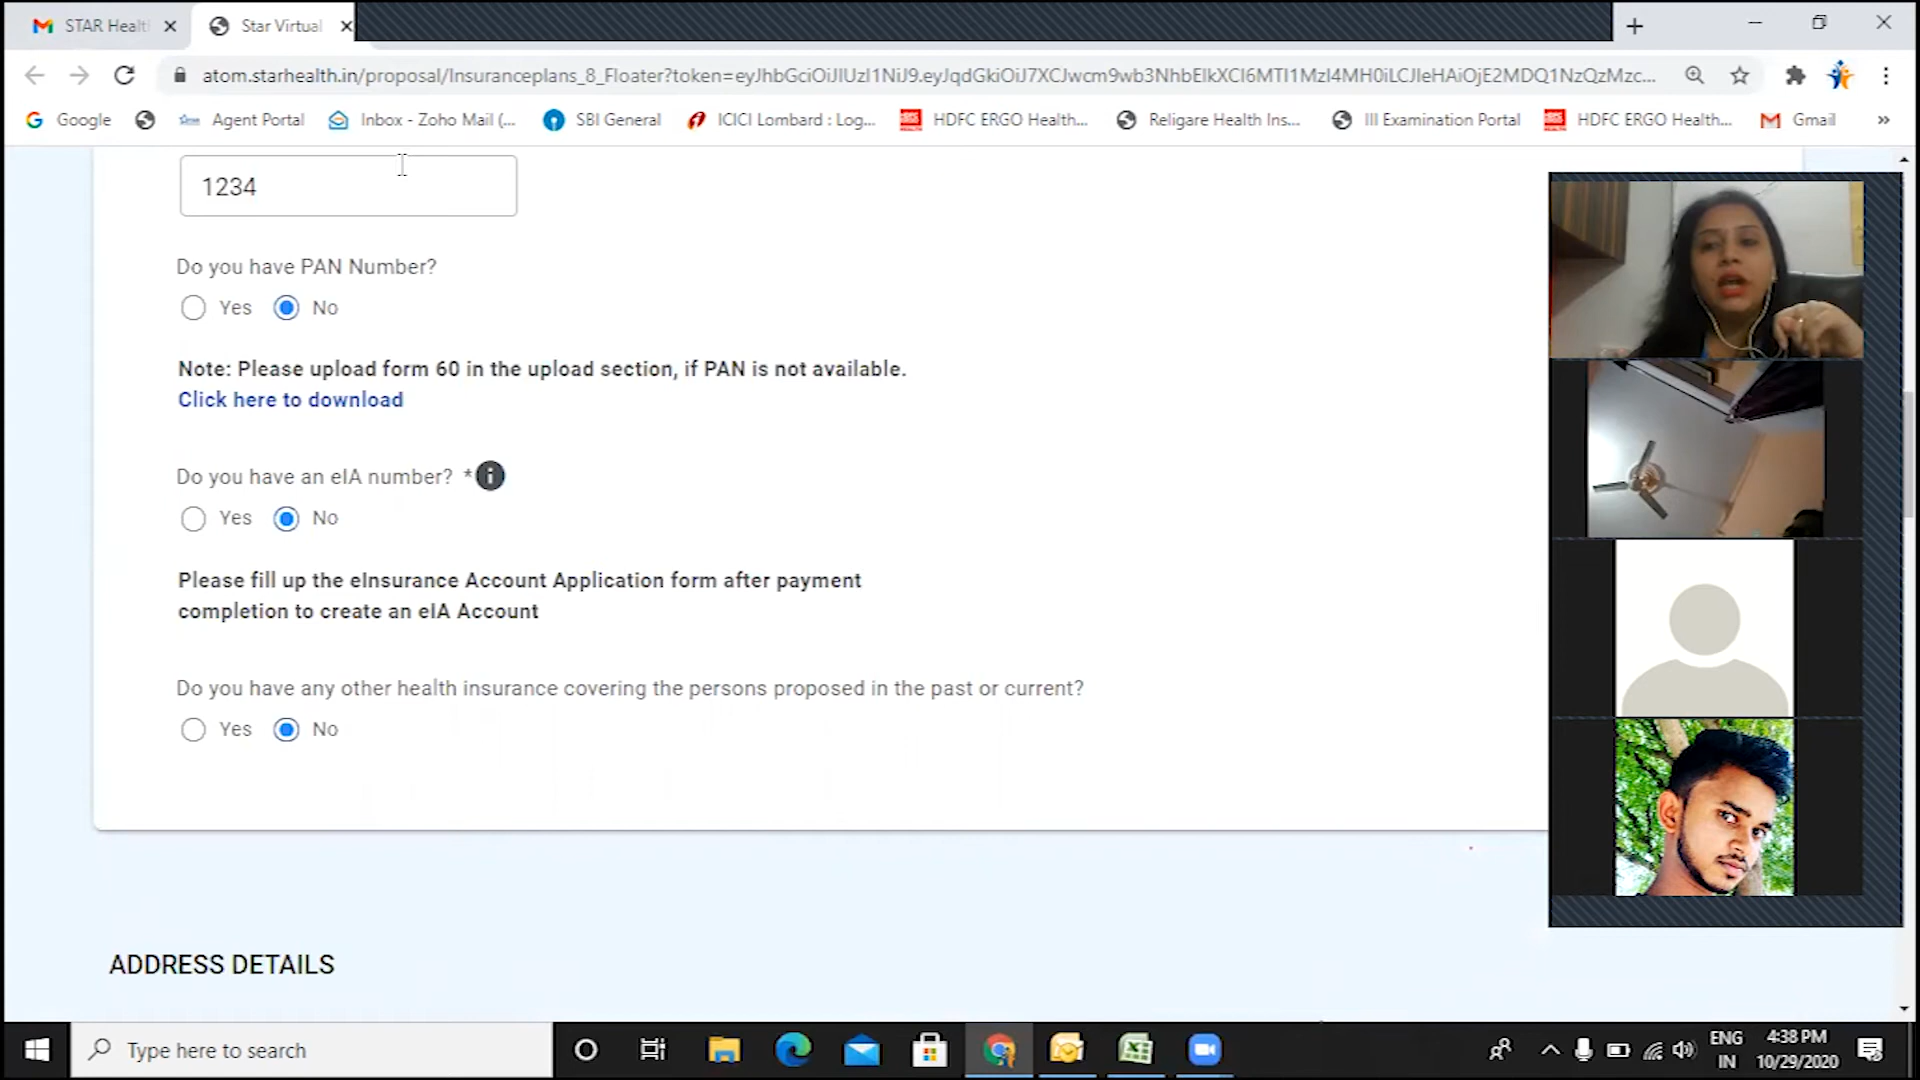 STAR Healt
Star Virtual
atom.starhealth.in/proposal/Insuranceplans_8_Floater?token=eyJhbGciOiJIUzI1NiJ9.eyJqdGkiOiJ7XCJwcm9wb3NhbElkXCI6MTI1MzI4MH0iLCJleHAiOjE2MDQ1NzQzMzc...
Google
Agent Portal
Inbox - Zoho Mail (...
SBI General
ICICI Lombard : Log...
HDFC ERGO Health...
Religare Health Ins...
III Examination Portal
HDFC ERGO Health...
Gmail
»
1234
Do you have PAN Number?
Yes No
Note: Please upload form 60 in the upload section, if PAN is not available.
Click here to download
Do you have an eIA number? *
Yes No
Please fill up the eInsurance Account Application form after payment
completion to create an eIA Account
Do you have any other health insurance covering the persons proposed in the past or current?
Yes No
ADDRESS DETAILS
Type here to search
ENG
IN
4:38 PM
10/29/2020